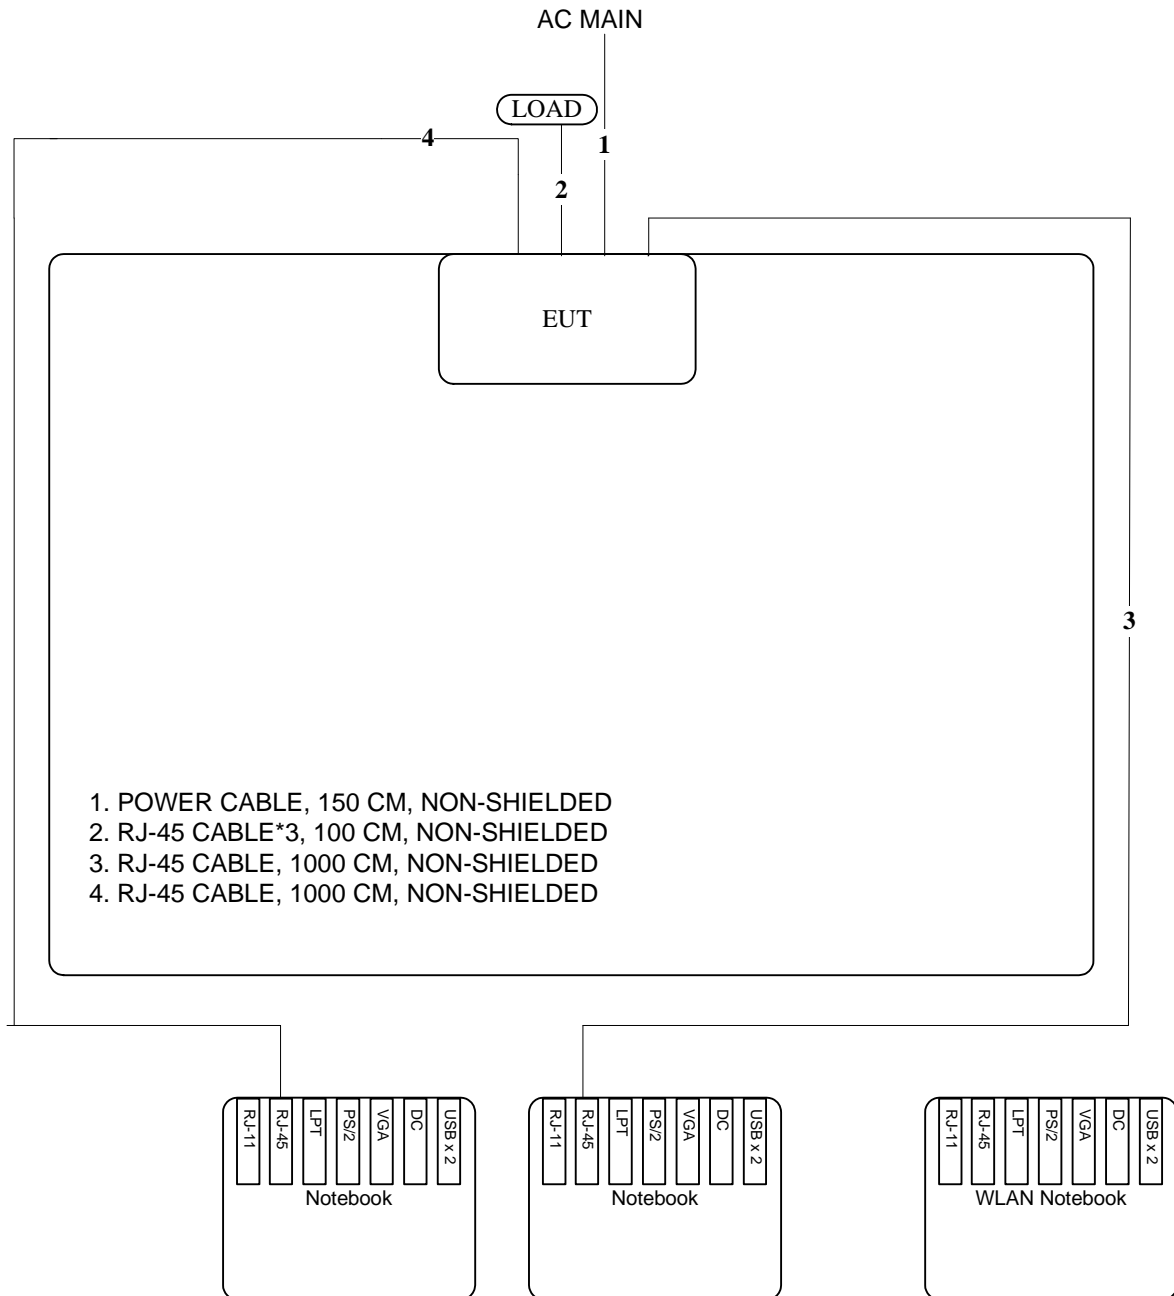 AC MAIN
LOAD
4
1
2
EUT
3
1. POWER CABLE, 150 CM, NON-SHIELDED
2. RJ-45 CABLE*3, 100 CM, NON-SHIELDED
3. RJ-45 CABLE, 1000 CM, NON-SHIELDED
4. RJ-45 CABLE, 1000 CM, NON-SHIELDED
RJ-11
RJ-45
LPT
PS/2
VGA
DC
USB x 2
Notebook
RJ-11
RJ-45
LPT
PS/2
VGA
DC
USB x 2
Notebook
RJ-11
RJ-45
LPT
PS/2
VGA
DC
USB x 2
WLAN Notebook